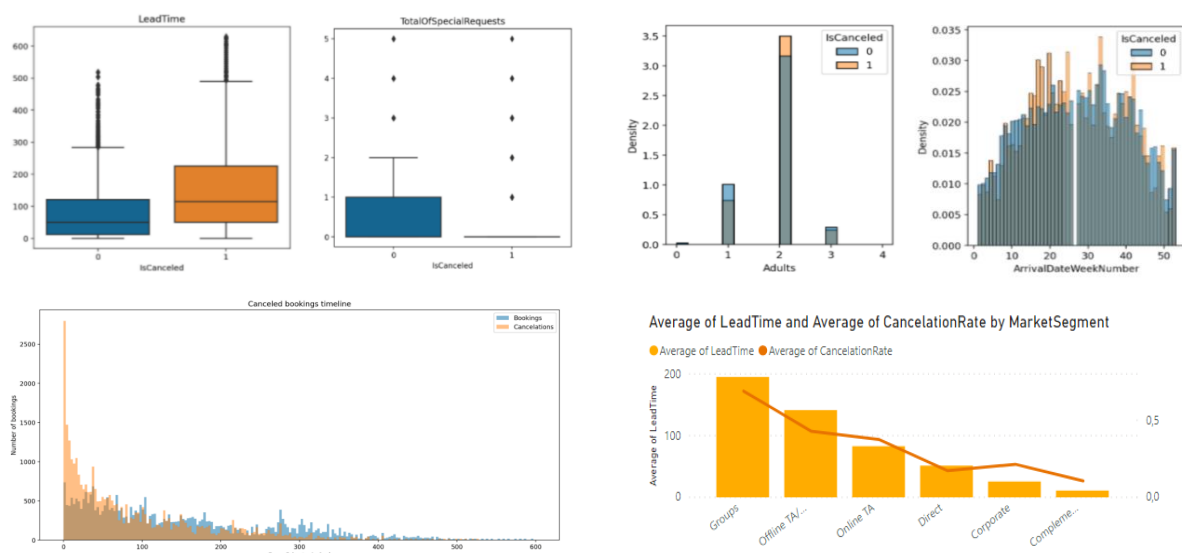 LeadTime
600
500
400
300
200
100
0
0 1
IsCanceled
TotalOfSpecialRequests
5
4
3
2
1
0
0 1
IsCanceled
3.5
3.0
2.5
2.0
1.5
1.0
0.5
0.0
Density
IsCanceled
0
1
0 1 2 3 4
Adults
0.035
0.030
0.025
0.020
0.015
0.010
0.005
0.000
Density
IsCanceled
0
1
0 10 20 30 40 50
ArrivalDateWeekNumber
Canceled bookings timeline
Bookings
Cancelations
2500
2000
1500
1000
500
0
Number of bookings
0 100 200 300 400 500 600
Average of LeadTime and Average of CancelationRate by MarketSegment
Average of LeadTime Average of CancelationRate
200
100
0
Average of LeadTime
0,5
0,0
Groups Offline TA/... Online TA Direct Corporate Compleme...